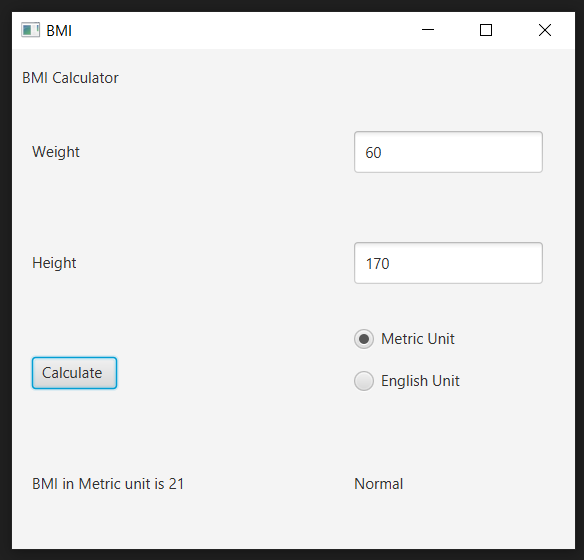 BMI
BMI Calculator
Weight
60
Height
170
Metric Unit
Calculate
English Unit
BMI in Metric unit is 21
Normal